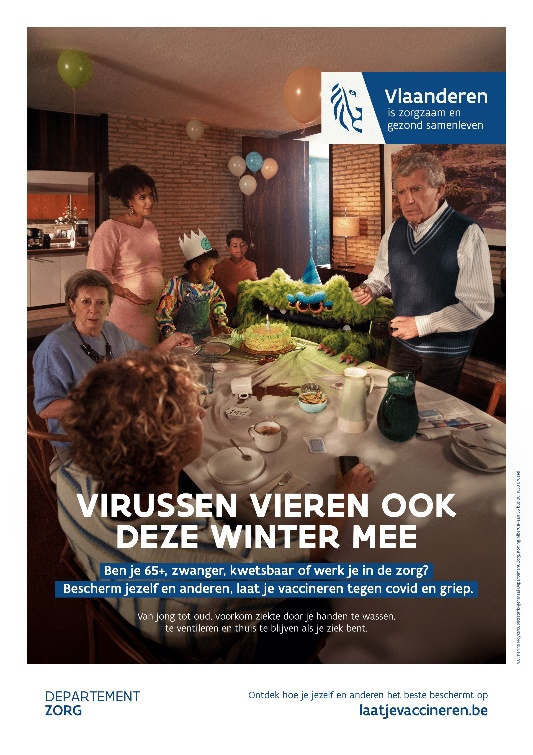 Vlaanderen
is zorgzaam en
gezond samenleven
VIRUSSEN VIEREN OOK
DEZE WINTER MEE
Ben je 65+, zwanger, kwetsbaar of werk je in de zorg?
Bescherm jezelf en anderen, laat je vaccineren tegen covid en griep.
Van jong tot oud, voorkom ziekte door je handen te wassen,
te ventileren en thuis te blijven als je ziek bent.
DEPARTEMENT
ZORG
Ontdek hoe je jezelf en anderen het beste beschermt op
laatjevaccineren.be